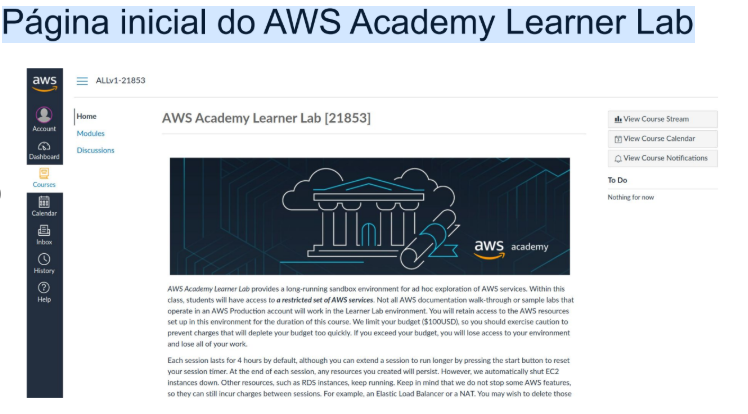 Página inicial do AWS Academy Learner Lab
aws
ALLv1-21853
Account
Dashboard
Courses
Calendar
Inbox
History
Help
Home
Modules
Discussions
AWS Academy Learner Lab [21853]
aws academy
AWS Academy Learner Lab provides a long-running sandbox environment for ad hoc exploration of AWS services. Within this
class, students will have access to a restricted set of AWS services. Not all AWS documentation walk-through or sample labs that
operate in an AWS Production account will work in the Learner Lab environment. You will retain access to the AWS resources
set up in this environment for the duration of this course. We limit your budget ($100USD), so you should exercise caution to
prevent charges that will deplete your budget too quickly. If you exceed your budget, you will lose access to your environment
and lose all of your work.
Each session lasts for 4 hours by default, although you can extend a session to run longer by pressing the start button to reset
your session timer. At the end of each session, any resources you created will persist. However, we automatically shut EC2
instances down. Other resources, such as RDS instances, keep running. Keep in mind that we do not stop some AWS features,
so they can still incur charges between sessions. For example, an Elastic Load Balancer or a NAT. You may wish to delete those
View Course Stream
View Course Calendar
View Course Notifications
To Do
Nothing for now